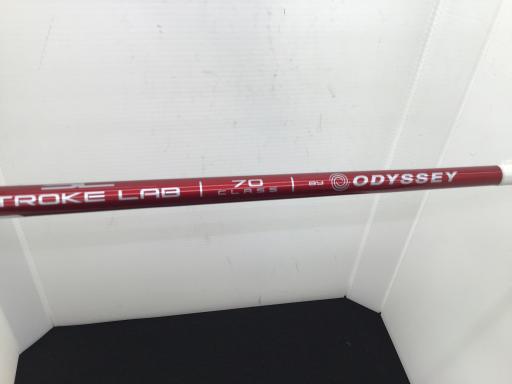 TROKE LAB | 70 CLASS | BY ODYSSEY